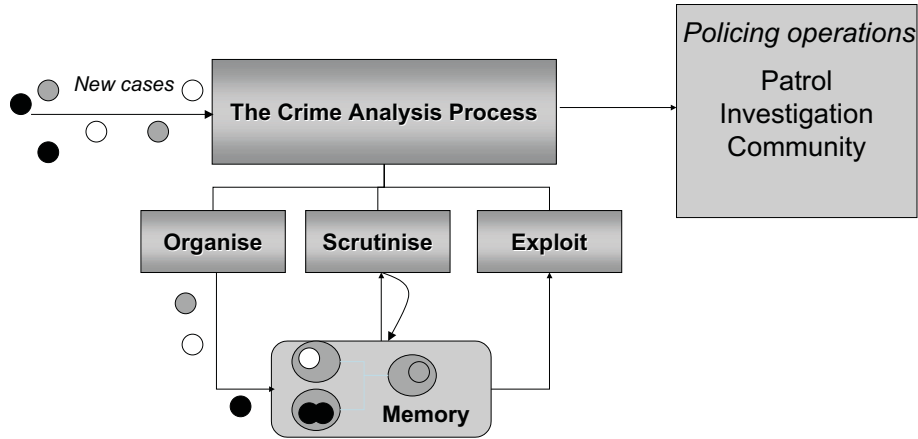 New cases
The Crime Analysis Process
Policing operations
Patrol
Investigation
Community
Organise
Scrutinise
Exploit
Memory